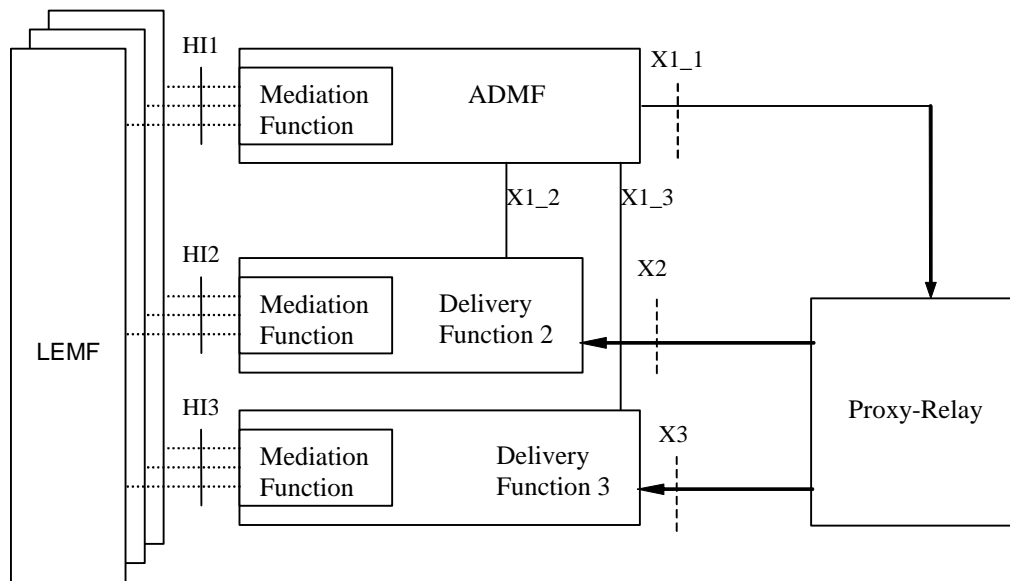 HI1
X1_1
Mediation
Function
ADMF
X1_2
X1_3
HI2
X2
Mediation
Function
Delivery
Function 2
LEMF
Proxy-Relay
HI3
X3
Mediation
Function
Delivery
Function 3